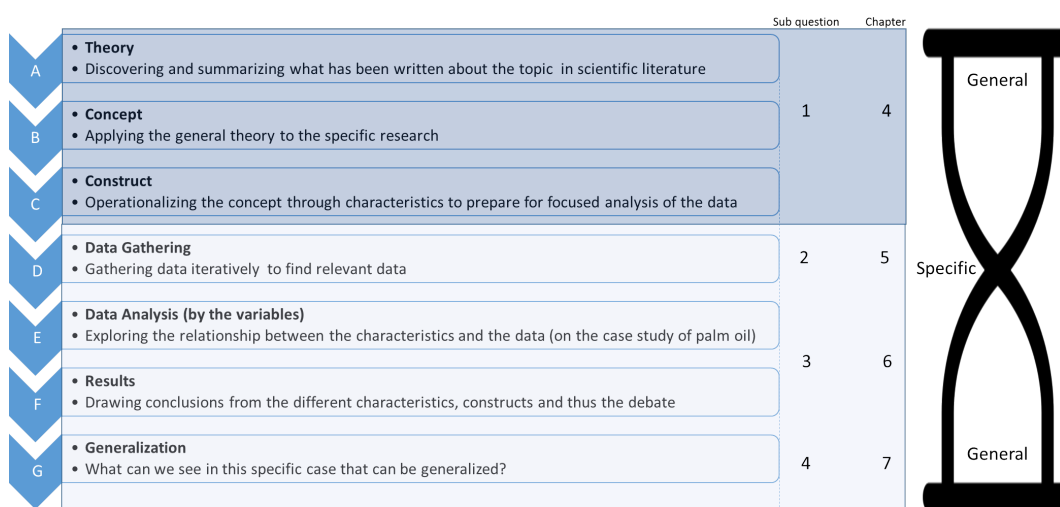 Sub question Chapter
A
• Theory
• Discovering and summarizing what has been written about the topic in scientific literature
General
B
• Concept
• Applying the general theory to the specific research
1 4
C
• Construct
• Operationalizing the concept through characteristics to prepare for focused analysis of the data
D
• Data Gathering
• Gathering data iteratively to find relevant data
2 5
Specific
E
• Data Analysis (by the variables)
• Exploring the relationship between the characteristics and the data (on the case study of palm oil)
3 6
F
• Results
• Drawing conclusions from the different characteristics, constructs and thus the debate
G
• Generalization
• What can we see in this specific case that can be generalized?
4 7
General